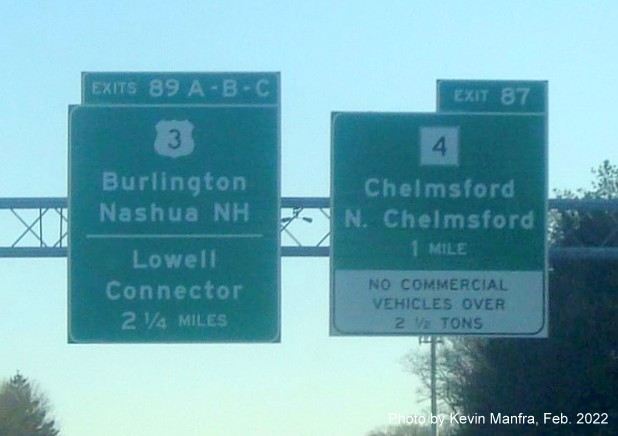 EXITS 89 A-B-C
3
Burlington
Nashua NH
Lowell
Connector
2 1/4 MILES
EXIT 87
4
Chelmsford
N. Chelmsford
1 MILE
NO COMMERCIAL
VEHICLES OVER
2 1/2 TONS
Photo by Kevin Manfra, Feb. 2022